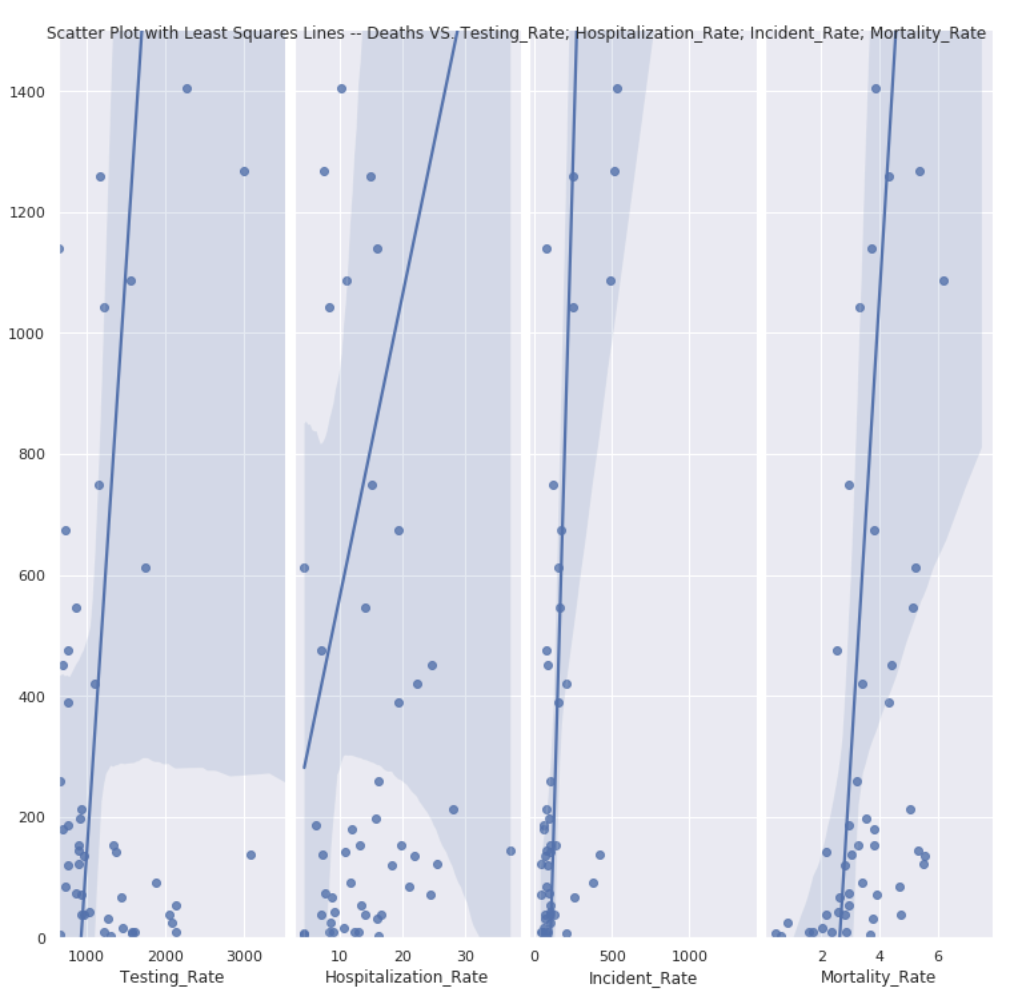 Scatter Plot with Least Squares Lines -- Deaths VS. Testing_Rate; Hospitalization_Rate; Incident_Rate; Mortality_Rate
1400
1200
1000
800
600
400
200
0
1000 2000 3000 10 20 30 0 500 1000 2 4 6
Testing_Rate Hospitalization_Rate Incident_Rate Mortality_Rate